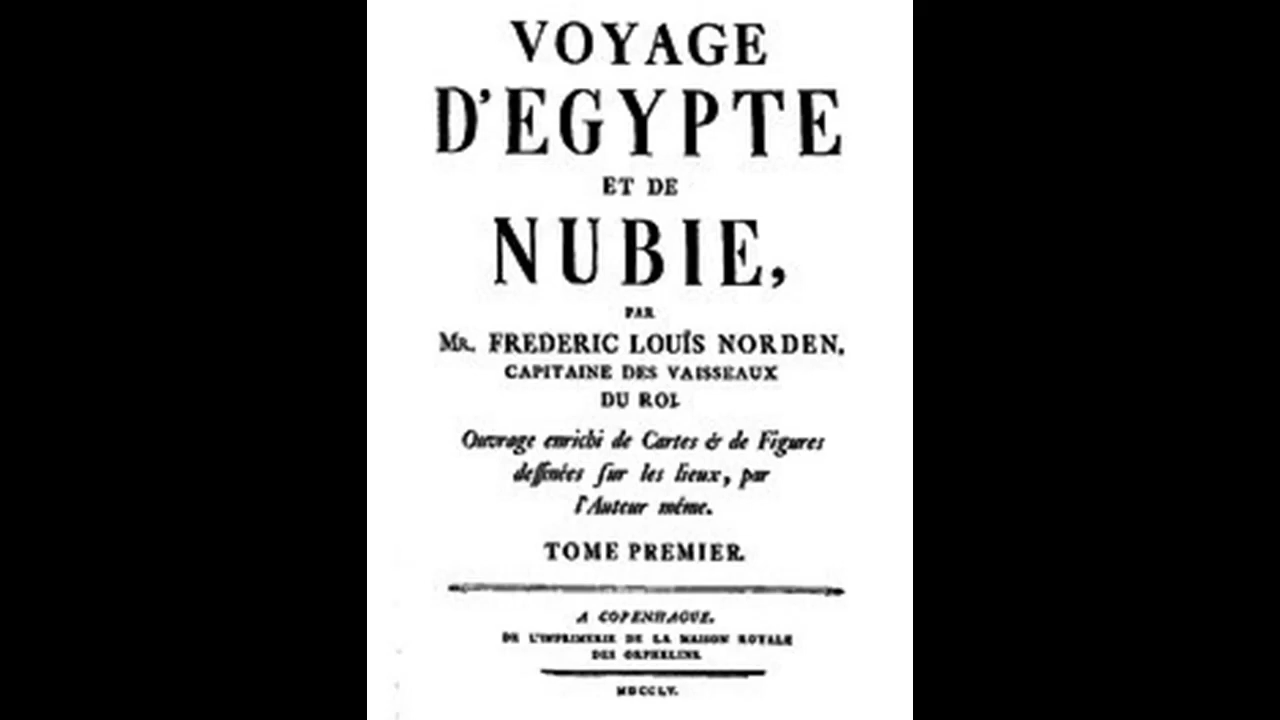 VOYAGE
D'EGYPTE
ET DE
NUBIE,
PAR
MR. FREDERIC LOUÏS NORDEN,
CAPITAINE DES VAISSEAUX
DU ROI.
Ouvrage enrichi de Cartes & de Figures
deſſinées ſur les lieux, par
l'Auteur même.
TOME PREMIER.
A COPENHAGUE,
DE L'IMPRIMERIE DE LA MAISON ROYALE
DES ORPHELINS.
MDCCLV.